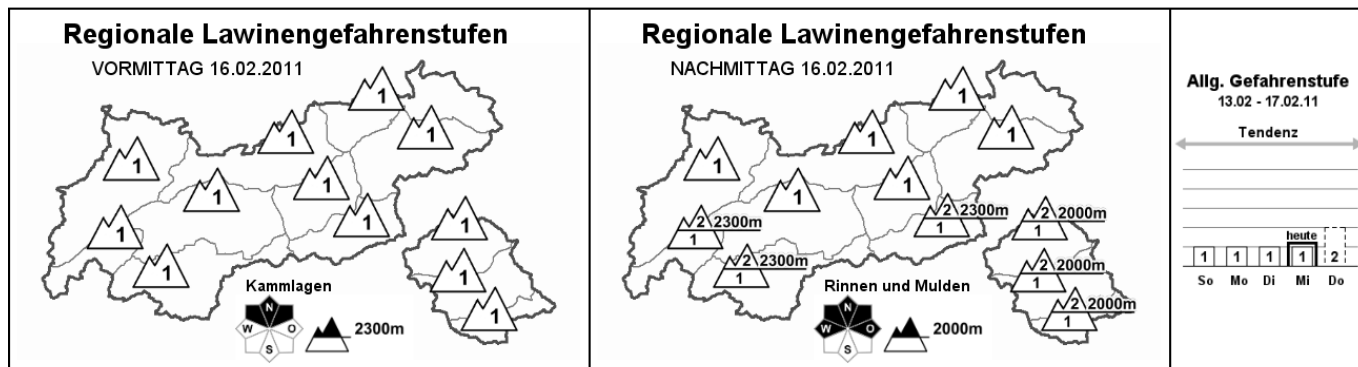 Regionale Lawinengefahrenstufen
VORMITTAG 16.02.2011
1
1
1
1
1
1
1
1
1
1
1
1
1
Kammlagen
N
W O
S
2300m
Regionale Lawinengefahrenstufen
NACHMITTAG 16.02.2011
1
1
1
1
1
1
2 2300m
1
2 2000m
1
2 2300m
1
2 2300m
1
2 2000m
1
2 2000m
1
Rinnen und Mulden
N
W O
S
2000m
Allg. Gefahrenstufe
13.02 - 17.02.11
Tendenz
heute
1 1 1 1 2
So Mo Di Mi Do